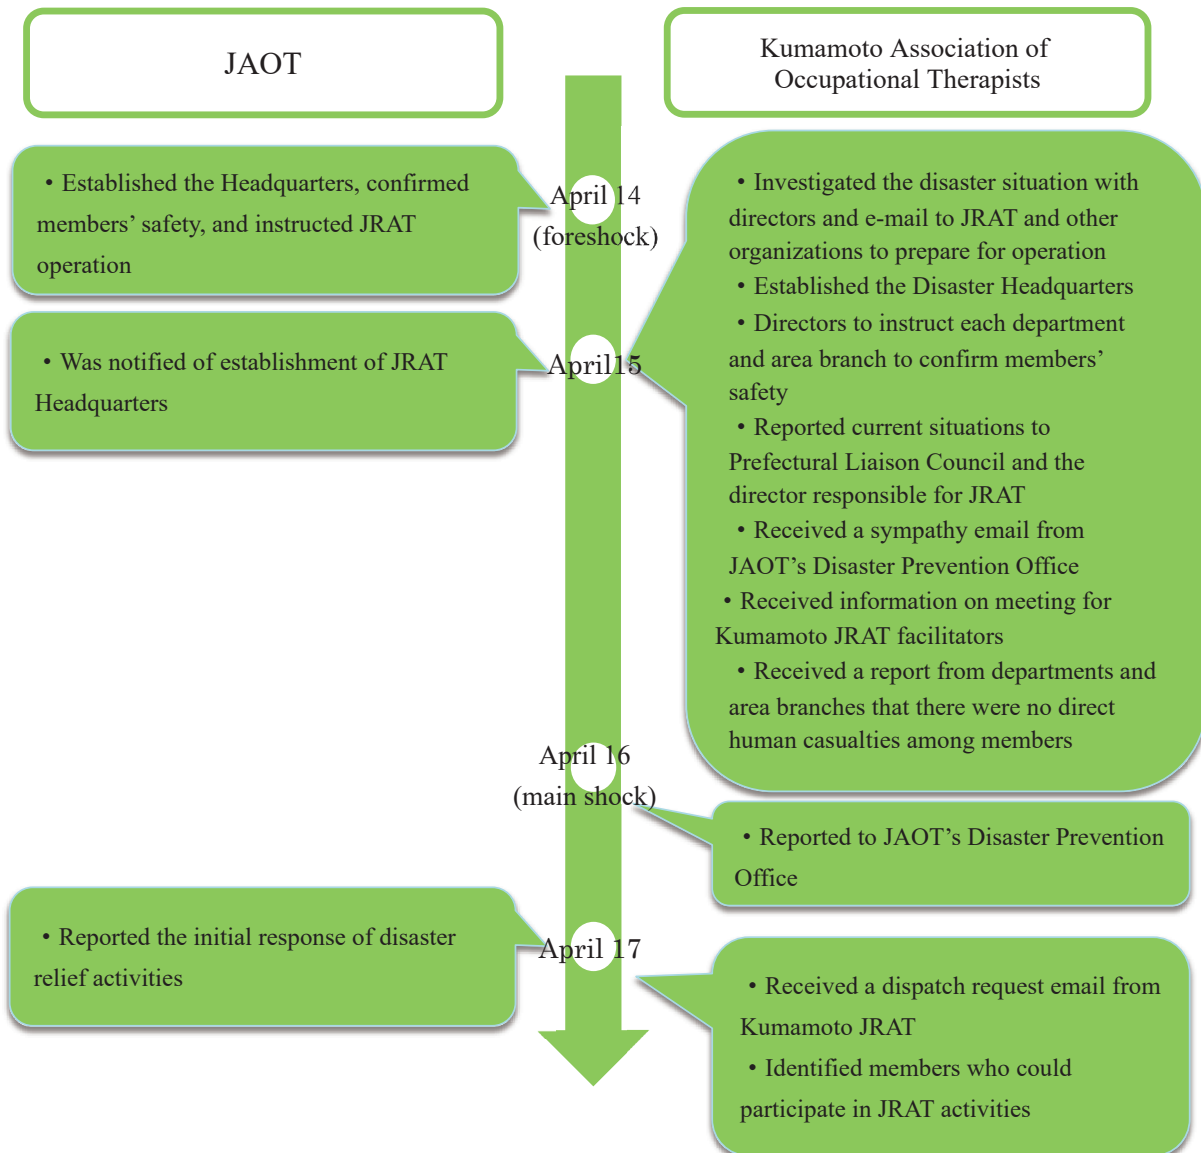 JAOT
Kumamoto Association of
Occupational Therapists
• Established the Headquarters, confirmed
members’ safety, and instructed JRAT
operation
April 14
(foreshock)
• Was notified of establishment of JRAT
Headquarters
April15
• Investigated the disaster situation with
directors and e-mail to JRAT and other
organizations to prepare for operation
• Established the Disaster Headquarters
• Directors to instruct each department
and area branch to confirm members’
safety
• Reported current situations to
Prefectural Liaison Council and the
director responsible for JRAT
• Received a sympathy email from
JAOT’s Disaster Prevention Office
• Received information on meeting for
Kumamoto JRAT facilitators
• Received a report from departments and
area branches that there were no direct
human casualties among members
April 16
(main shock)
• Reported to JAOT’s Disaster Prevention
Office
• Reported the initial response of disaster
relief activities
April 17
• Received a dispatch request email from
Kumamoto JRAT
• Identified members who could
participate in JRAT activities